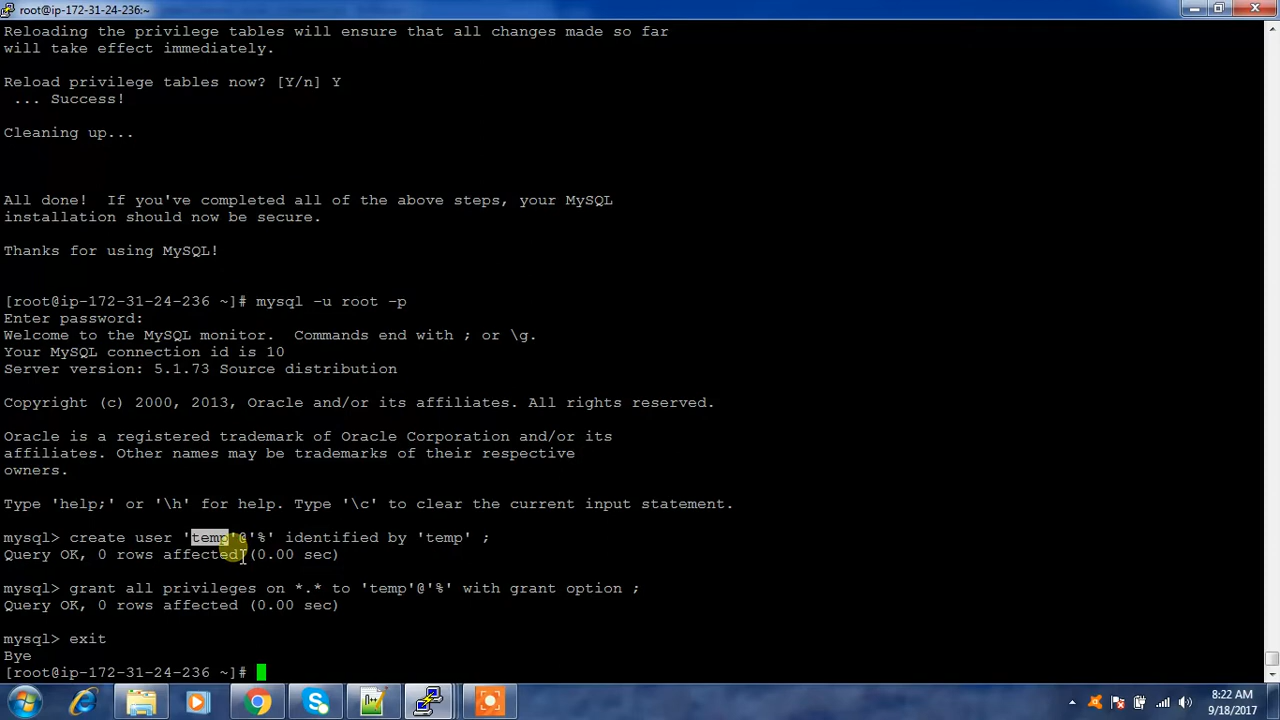 root@ip-172-31-24-236:~
Reloading the privilege tables will ensure that all changes made so far
will take effect immediately.
Reload privilege tables now? [Y/n] Y
... Success!
Cleaning up...
All done!  If you've completed all of the above steps, your MySQL
installation should now be secure.
Thanks for using MySQL!
[root@ip-172-31-24-236 ~]# mysql -u root -p
Enter password:
Welcome to the MySQL monitor.  Commands end with ; or \g.
Your MySQL connection id is 10
Server version: 5.1.73 Source distribution
Copyright (c) 2000, 2013, Oracle and/or its affiliates. All rights reserved.
Oracle is a registered trademark of Oracle Corporation and/or its
affiliates. Other names may be trademarks of their respective
owners.
Type 'help;' or '\h' for help. Type '\c' to clear the current input statement.
mysql> create user 'temp'@'%' identified by 'temp' ;
Query OK, 0 rows affected (0.00 sec)
mysql> grant all privileges on *.* to 'temp'@'%' with grant option ;
Query OK, 0 rows affected (0.00 sec)
mysql> exit
Bye
[root@ip-172-31-24-236 ~]#
8:22 AM
9/18/2017